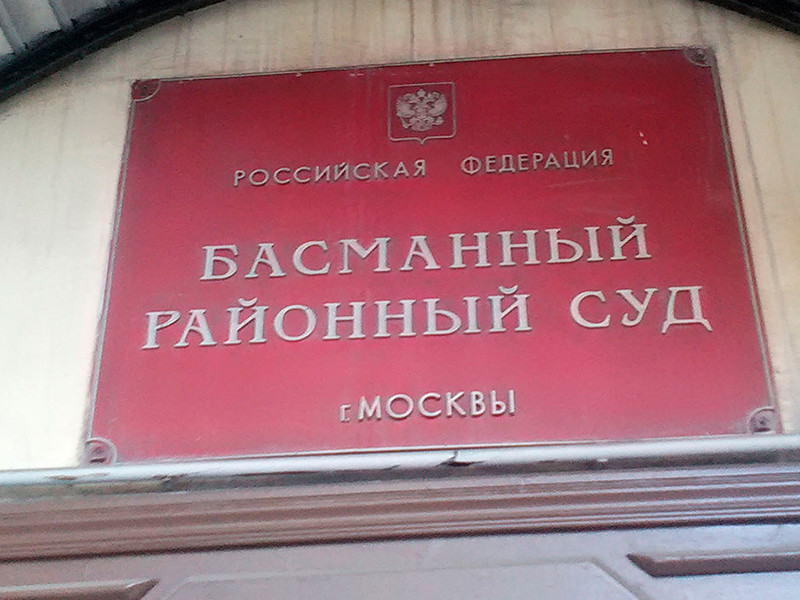 РОССИЙСКАЯ ФЕДЕРАЦИЯ
БАСМАННЫЙ
РАЙОННЫЙ СУД
г. МОСКВЫ